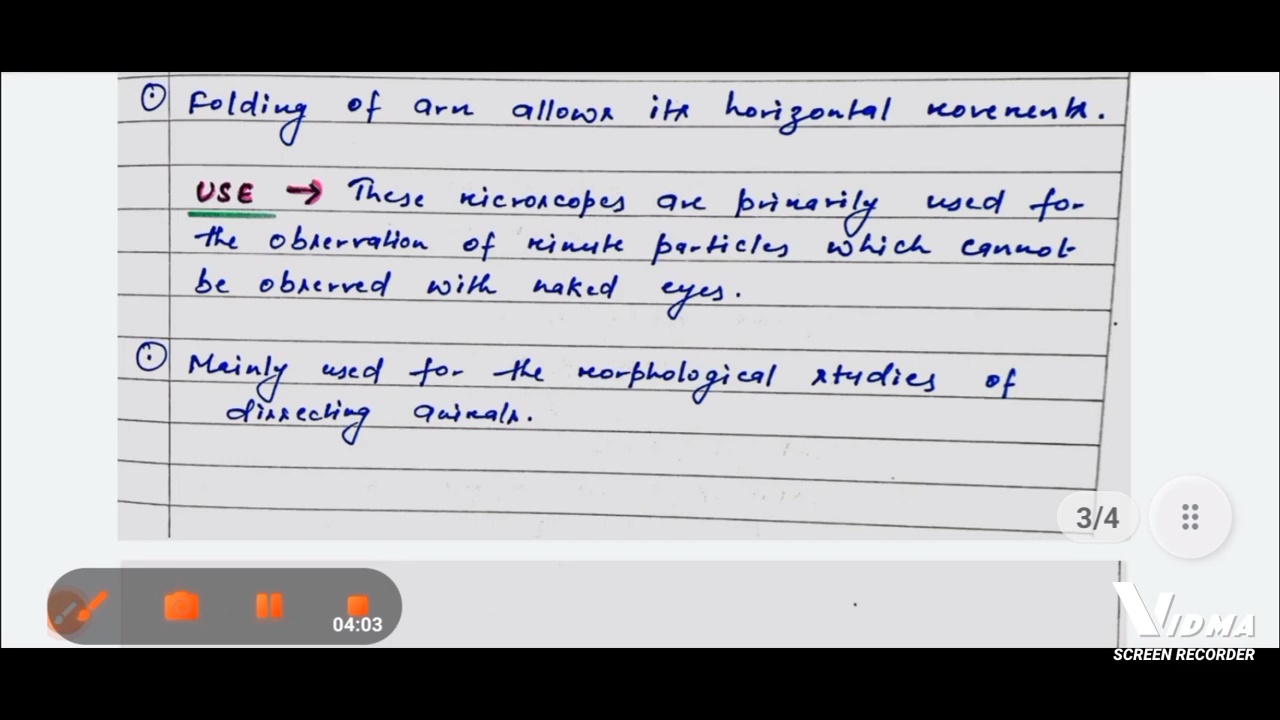 ⊙ Folding of arm allows its horizontal movements.
USE → These microscopes are primarily used for
the observation of minute particles which cannot
be observed with naked eyes.
⊙ Mainly used for the morphological studies of
dissecting animals.
3/4
04:03
VIDMA
SCREEN RECORDER